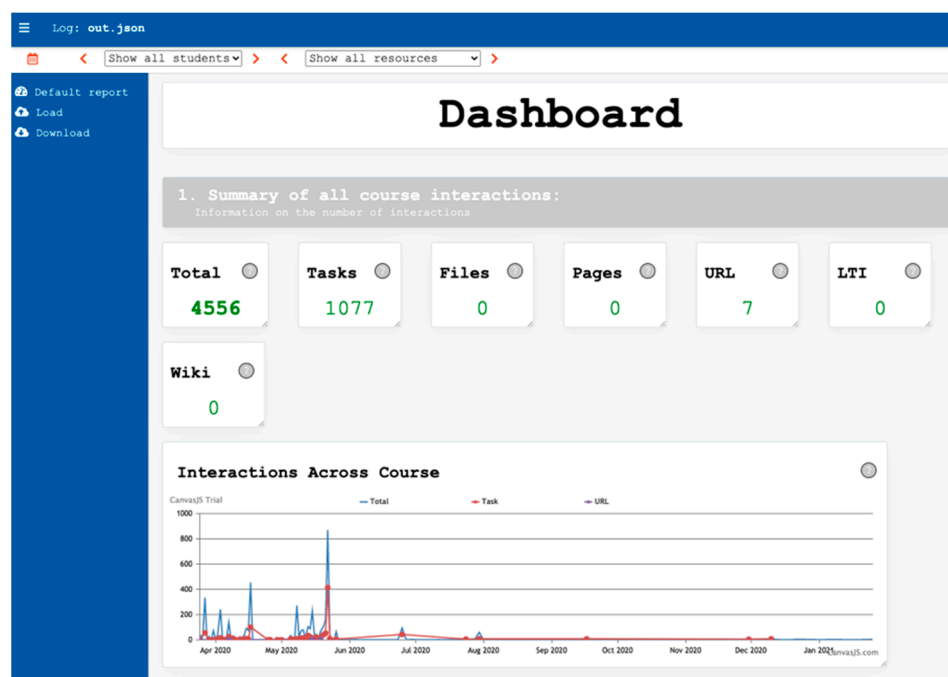 Log: out.json
Show all students Show all resources
Default report
Load
Download
Dashboard
1. Summary of all course interactions:
Information on the number of interactions
Total ? Tasks ? Files ? Pages ? URL ? LTI ?
4556 1077 0 0 7 0
Wiki ?
0
Interactions Across Course ?
CanvasJS Trial
Total Task URL
1000
800
600
400
200
0
Apr 2020 May 2020 Jun 2020 Jul 2020 Aug 2020 Sep 2020 Oct 2020 Nov 2020 Dec 2020 Jan 2021
CanvasJS.com